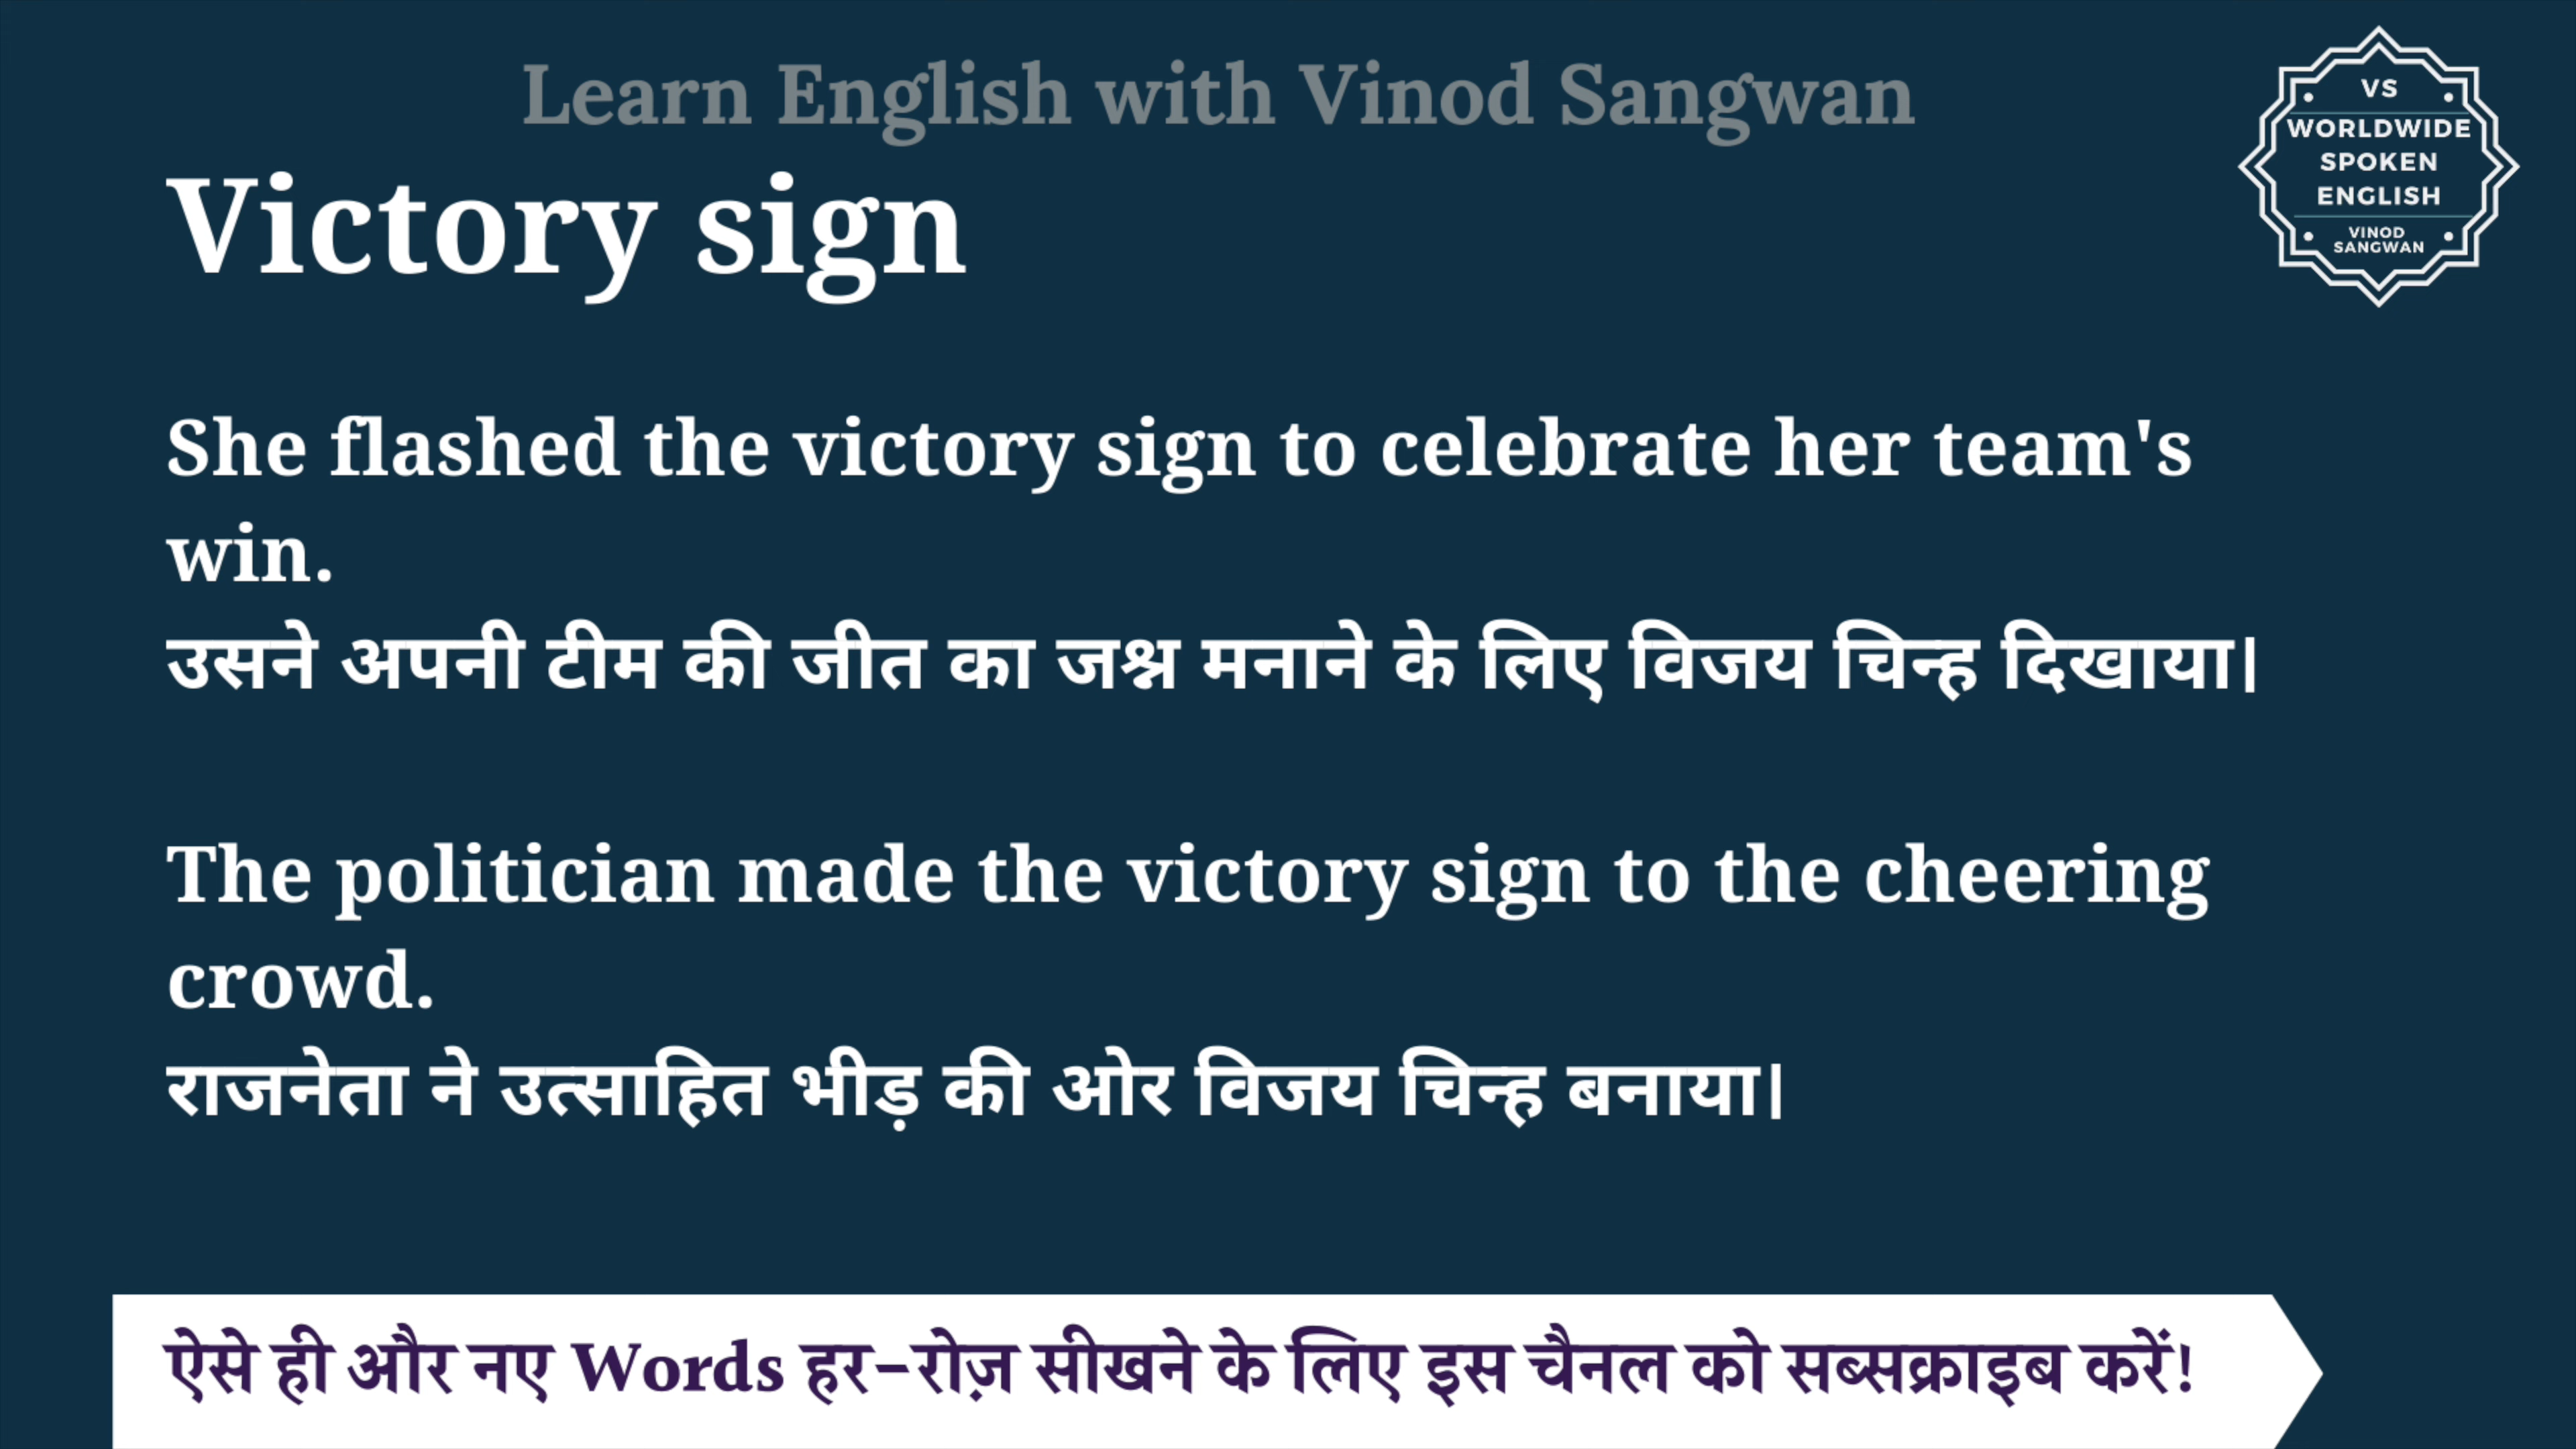 Learn English with Vinod Sangwan
VS
WORLDWIDE
SPOKEN
ENGLISH
VINOD
SANGWAN
Victory sign
She flashed the victory sign to celebrate her team's
win.
उसने अपनी टीम की जीत का जश्न मनाने के लिए विजय चिन्ह दिखाया।
The politician made the victory sign to the cheering
crowd.
राजनेता ने उत्साहित भीड़ की ओर विजय चिन्ह बनाया।
ऐसे ही और नए Words हर-रोज़ सीखने के लिए इस चैनल को सब्सक्राइब करें!